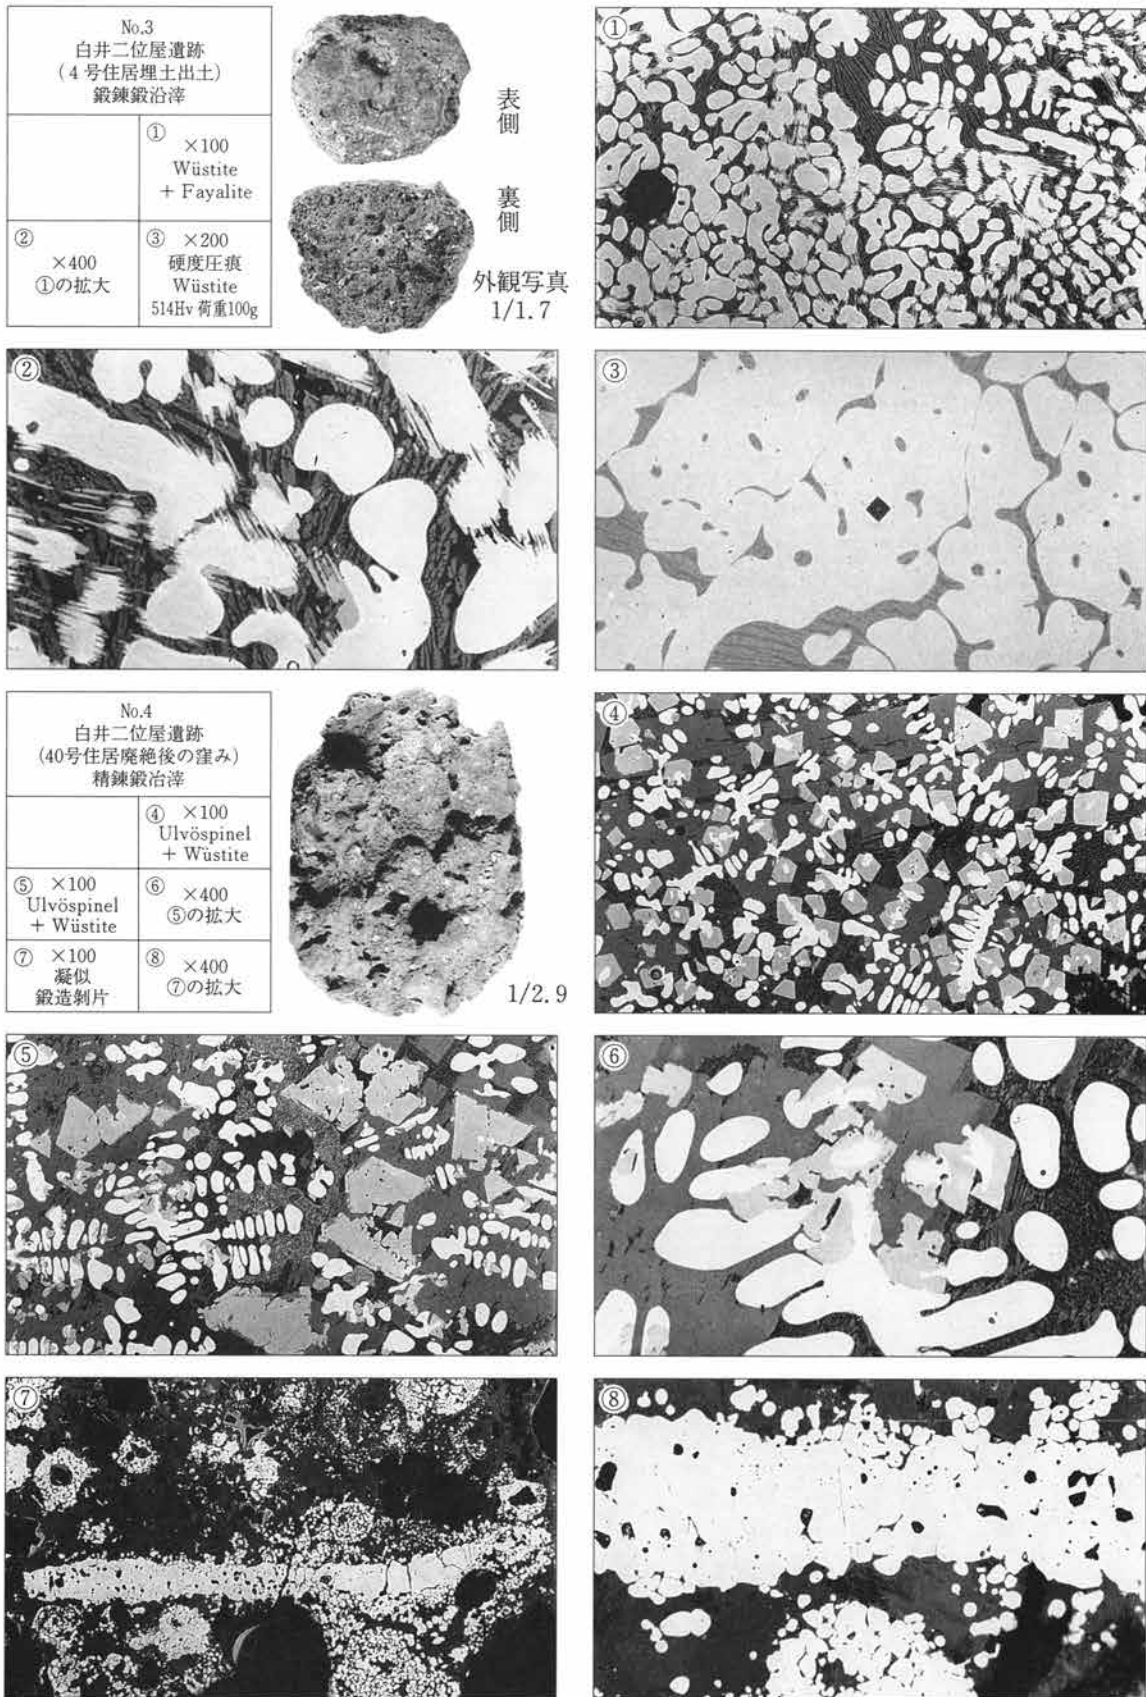 No.3
白井二位屋遺跡
(4号住居埋土出土)
鍛錬鍛沿滓
① ×100
Wüstite
+ Fayalite
② ×400
①の拡大
③ ×200
硬度圧痕
Wüstite
514Hv 荷重100g
表側
裏側
外観写真
1/1.7
①
②
③
No.4
白井二位屋遺跡
(40号住居廃絶後の窪み)
精錬鍛冶滓
④ ×100
Ulvöspinel
+ Wüstite
⑤ ×100
Ulvöspinel
+ Wüstite
⑥ ×400
⑤の拡大
⑦ ×100
凝似
鍛造剝片
⑧ ×400
⑦の拡大
1/2.9
④
⑤
⑥
⑦
⑧